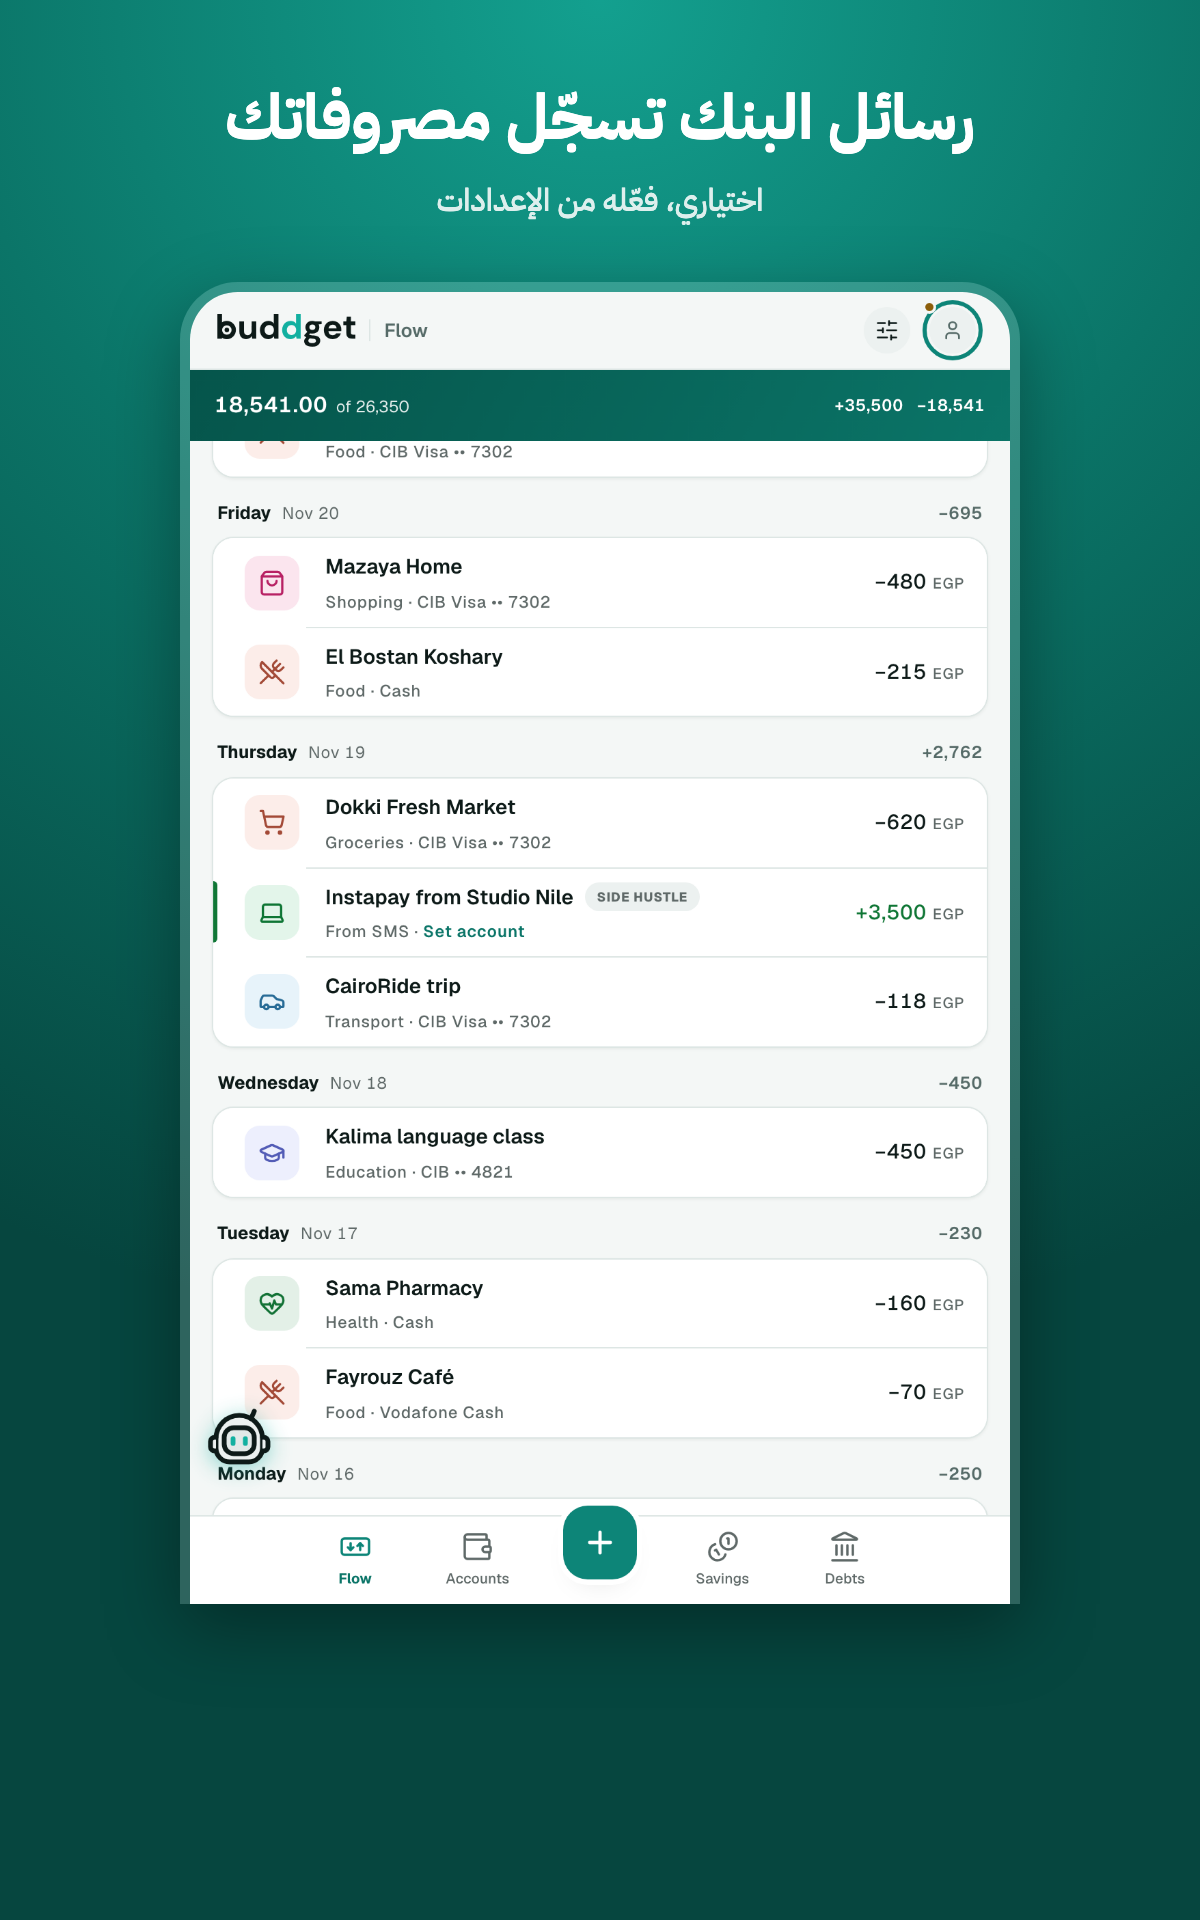 رسائل البنك تسجّل مصروفاتك
اختياري، فعّله من الإعدادات
buddget Flow
18,541.00 of 26,350 +35,500 −18,541
Food · CIB Visa •• 7302
Friday Nov 20 −695
Mazaya Home
Shopping · CIB Visa •• 7302
−480 EGP
El Bostan Koshary
Food · Cash
−215 EGP
Thursday Nov 19 +2,762
Dokki Fresh Market
Groceries · CIB Visa •• 7302
−620 EGP
Instapay from Studio Nile SIDE HUSTLE
From SMS · Set account
+3,500 EGP
CairoRide trip
Transport · CIB Visa •• 7302
−118 EGP
Wednesday Nov 18 −450
Kalima language class
Education · CIB •• 4821
−450 EGP
Tuesday Nov 17 −230
Sama Pharmacy
Health · Cash
−160 EGP
Fayrouz Café
Food · Vodafone Cash
−70 EGP
Monday Nov 16 −250
Flow Accounts Savings Debts